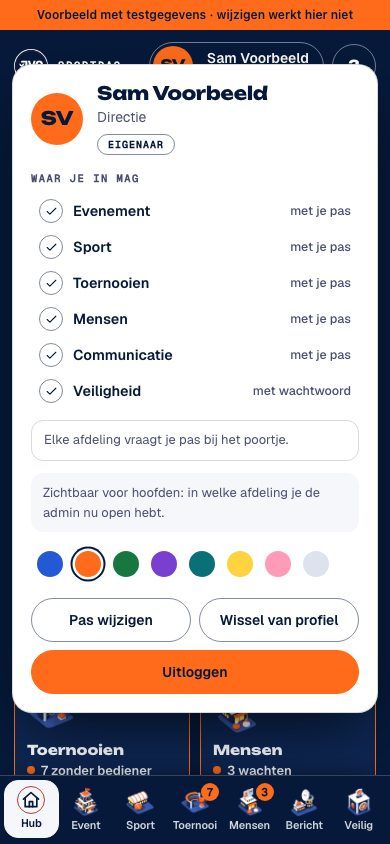 Voorbeeld met testgegevens · wijzigen werkt hier niet
Sam Voorbeeld
SV
Sam Voorbeeld
Directie
EIGENAAR
WAAR JE IN MAG
Evenement met je pas
Sport met je pas
Toernooien met je pas
Mensen met je pas
Communicatie met je pas
Veiligheid met wachtwoord
Elke afdeling vraagt je pas bij het poortje.
Zichtbaar voor hoofden: in welke afdeling je de
admin nu open hebt.
Pas wijzigen Wissel van profiel
Uitloggen
Toernooien Mensen
7 zonder bediener 3 wachten
7 3
Hub Event Sport Toernooi Mensen Bericht Veilig